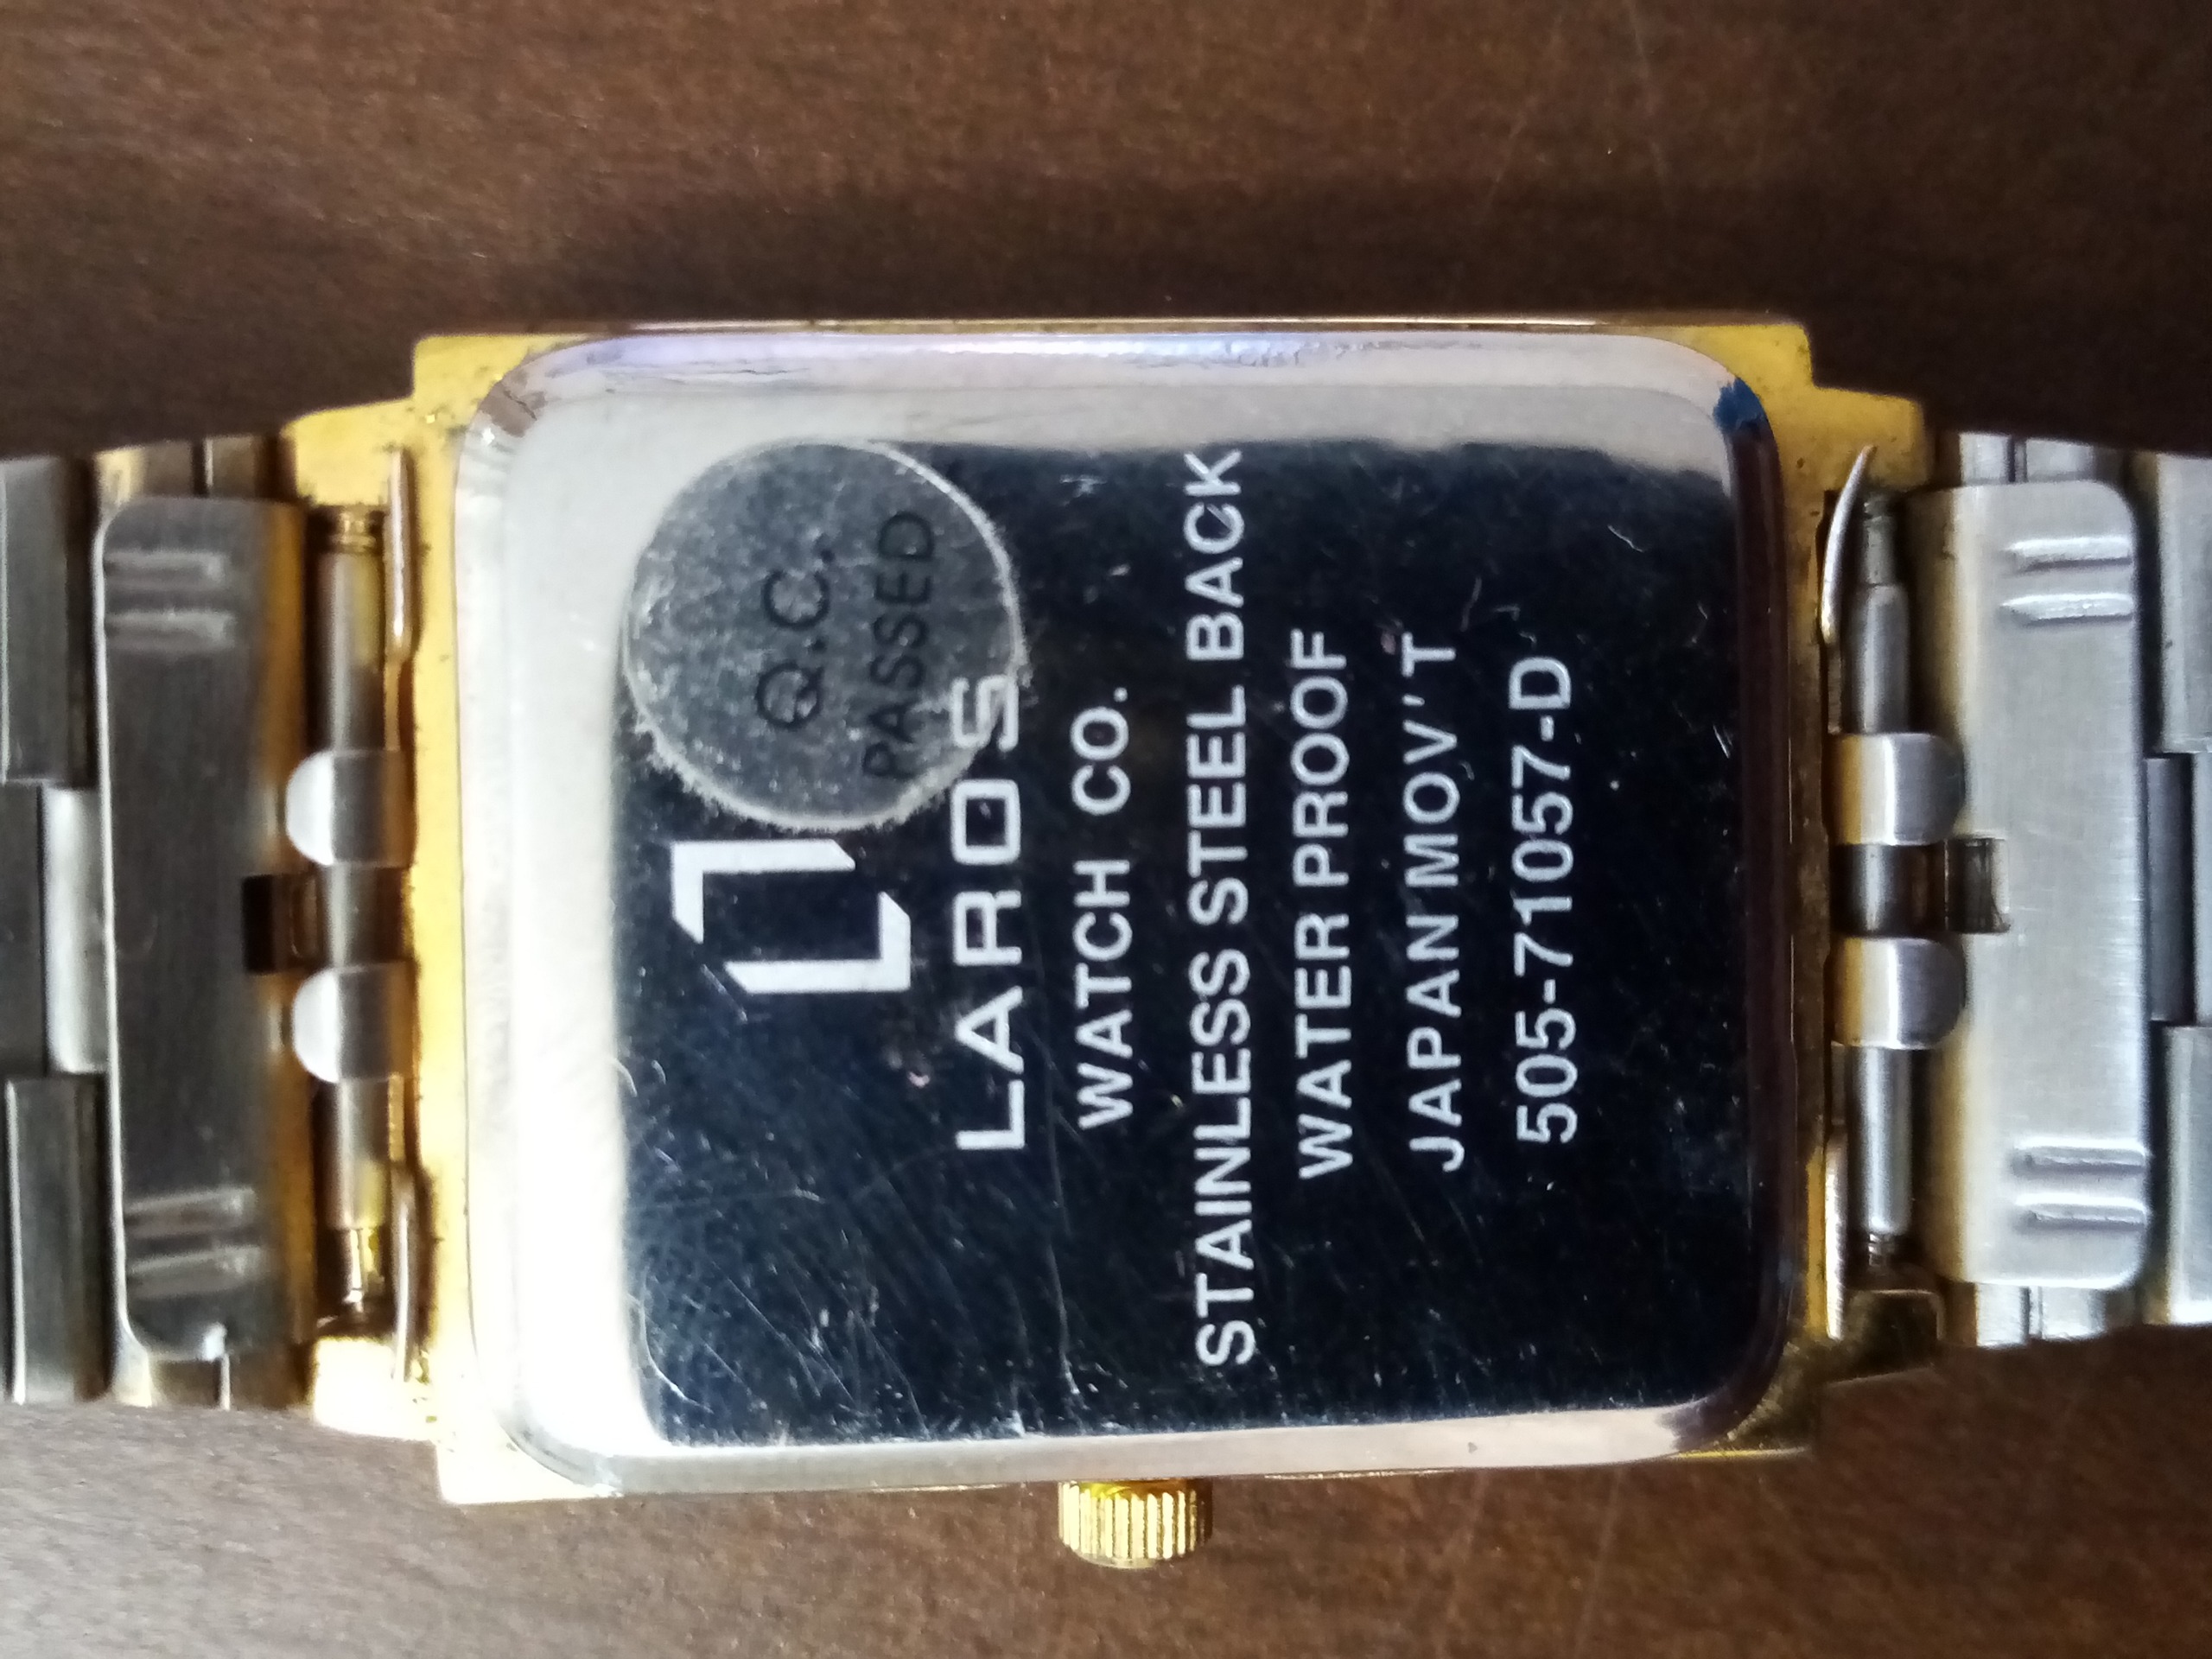 Q.C.
PASSED
LAROS
WATCH CO.
STAINLESS STEEL BACK
WATER PROOF
JAPAN MOV'T
505-71057-D